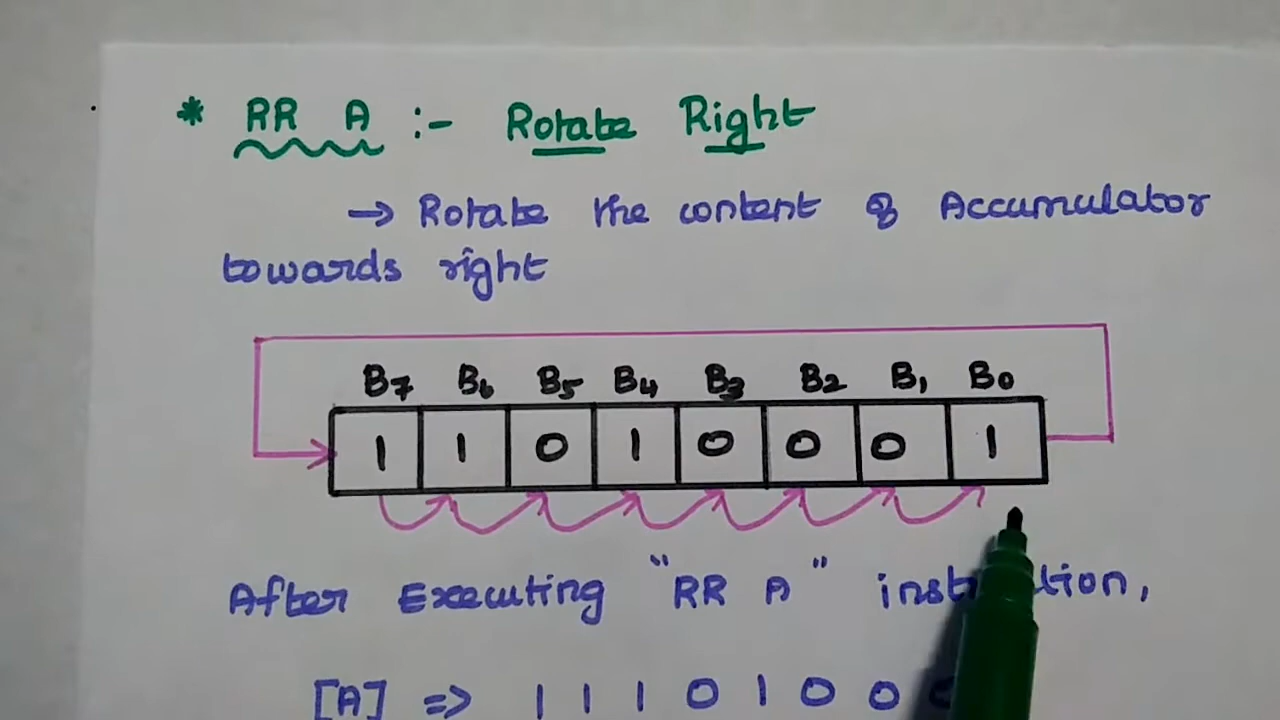 * RR A :- Rotate Right
→ Rotate the content of Accumulator
towards right
B7 B6 B5 B4 B3 B2 B1 B0
1 1 0 1 0 0 0 1
After Executing "RR A"
[A] => 1 1 1 0 1 0 0